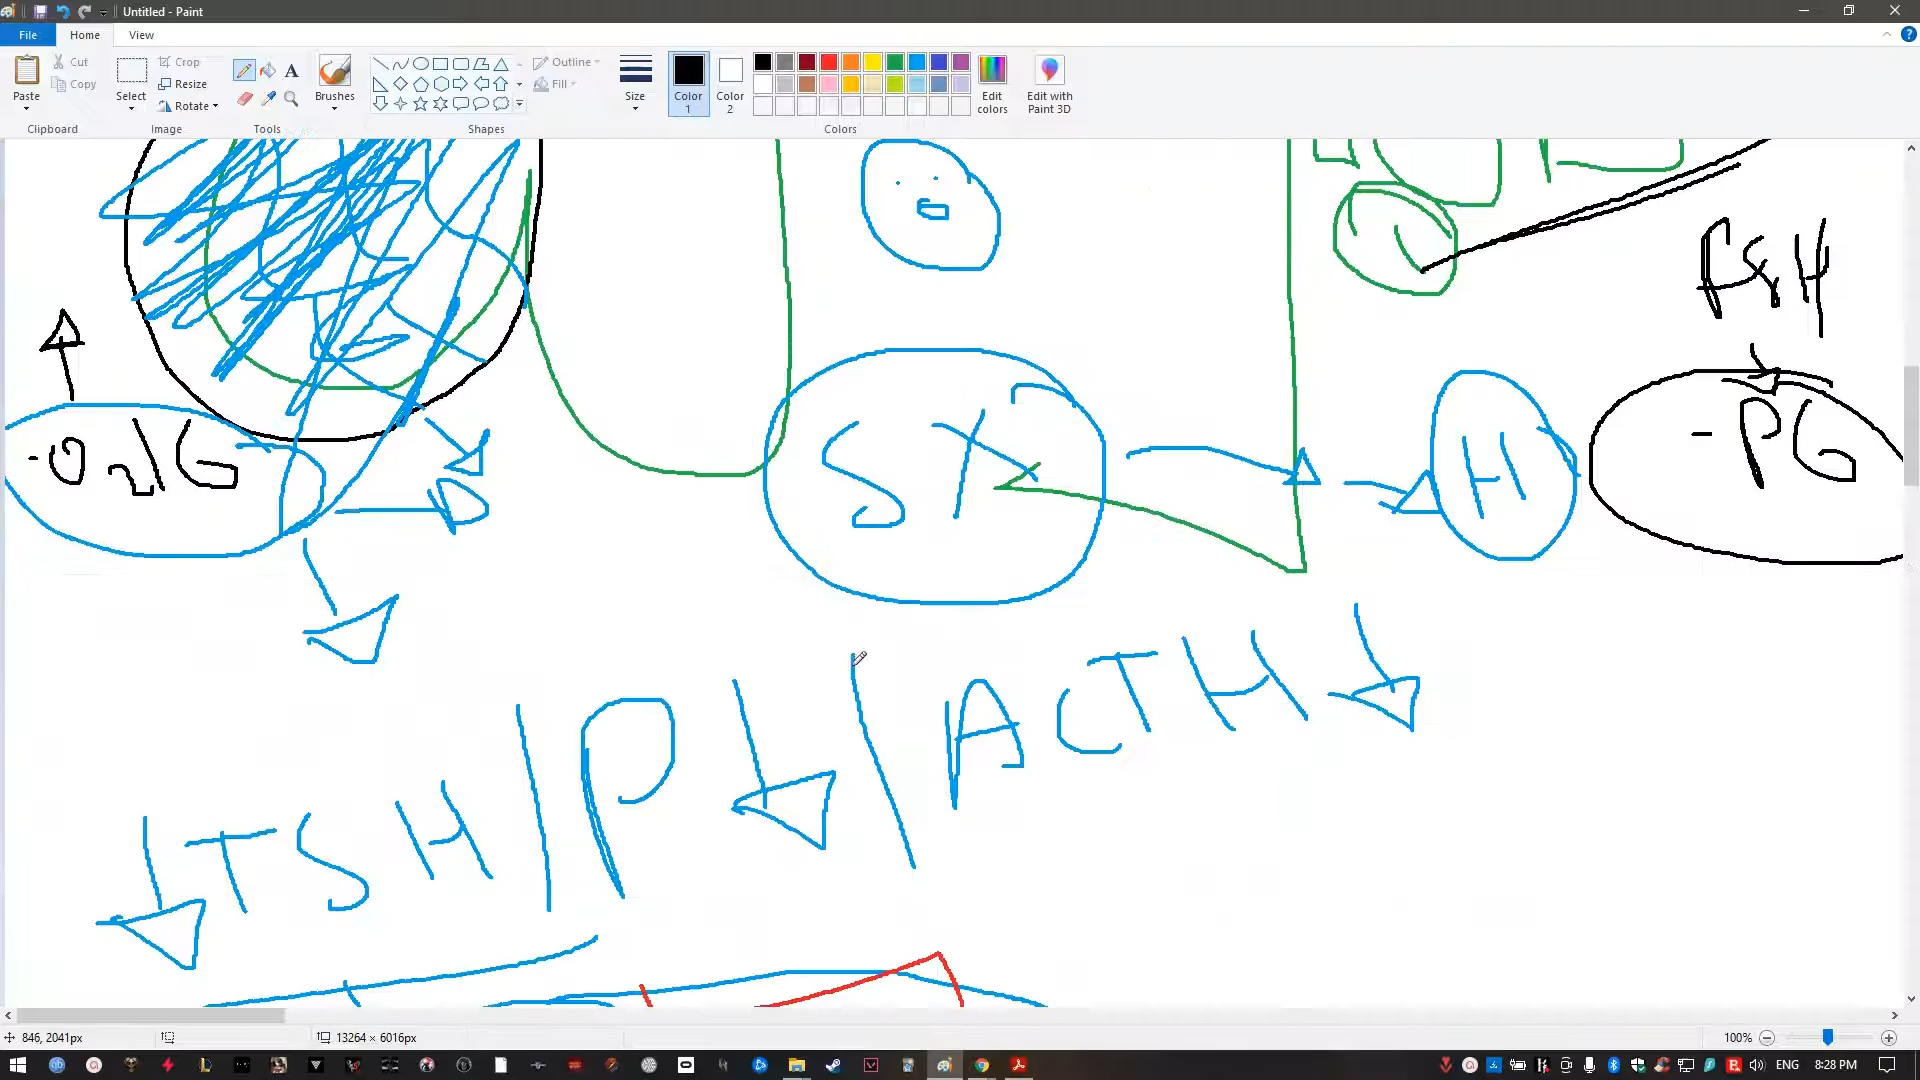 Untitled - Paint
File Home View
Paste
Cut
Copy
Clipboard
Select
Crop
Resize
Rotate
Image
Tools
Brushes
Shapes
Outline
Fill
Size
Color 1
Color 2
Edit colors
Edit with Paint 3D
Colors
FSH
SX
H
-PG
TSH/P/ACTH
846, 2041px
13264 × 6016px
100%
ENG
8:28 PM